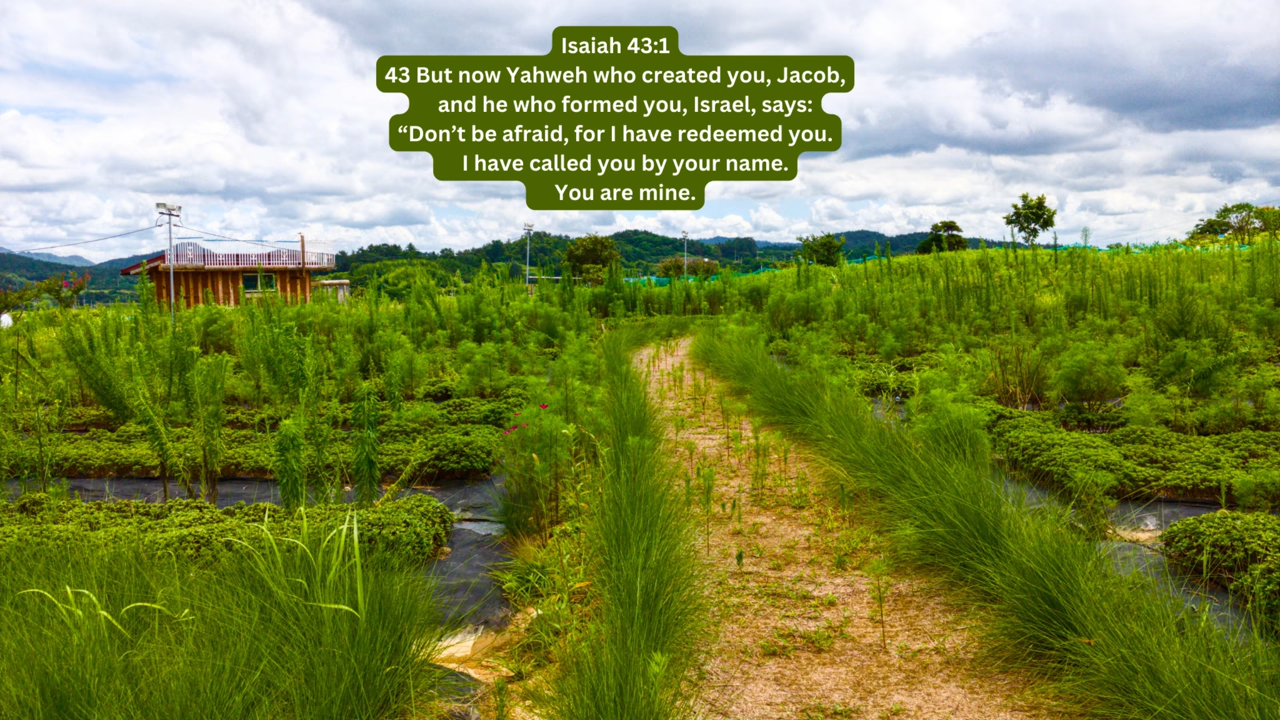 Isaiah 43:1
43 But now Yahweh who created you, Jacob,
and he who formed you, Israel, says:
“Don’t be afraid, for I have redeemed you.
I have called you by your name.
You are mine.